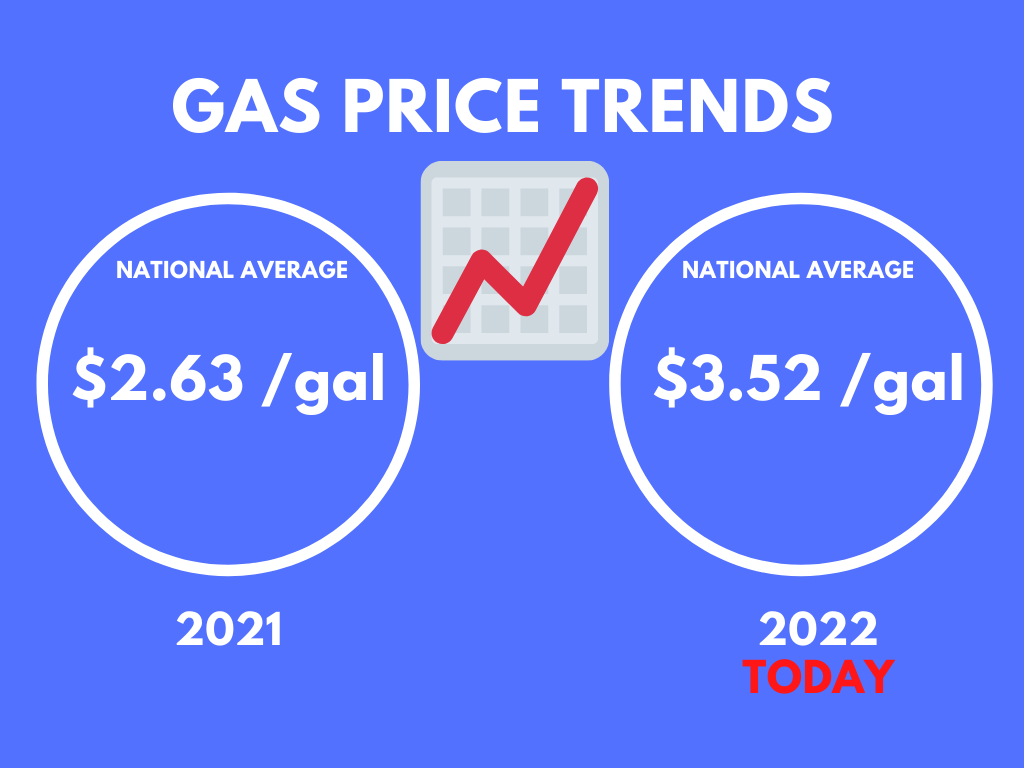 GAS PRICE TRENDS
NATIONAL AVERAGE
$2.63 /gal
2021
NATIONAL AVERAGE
$3.52 /gal
2022
TODAY